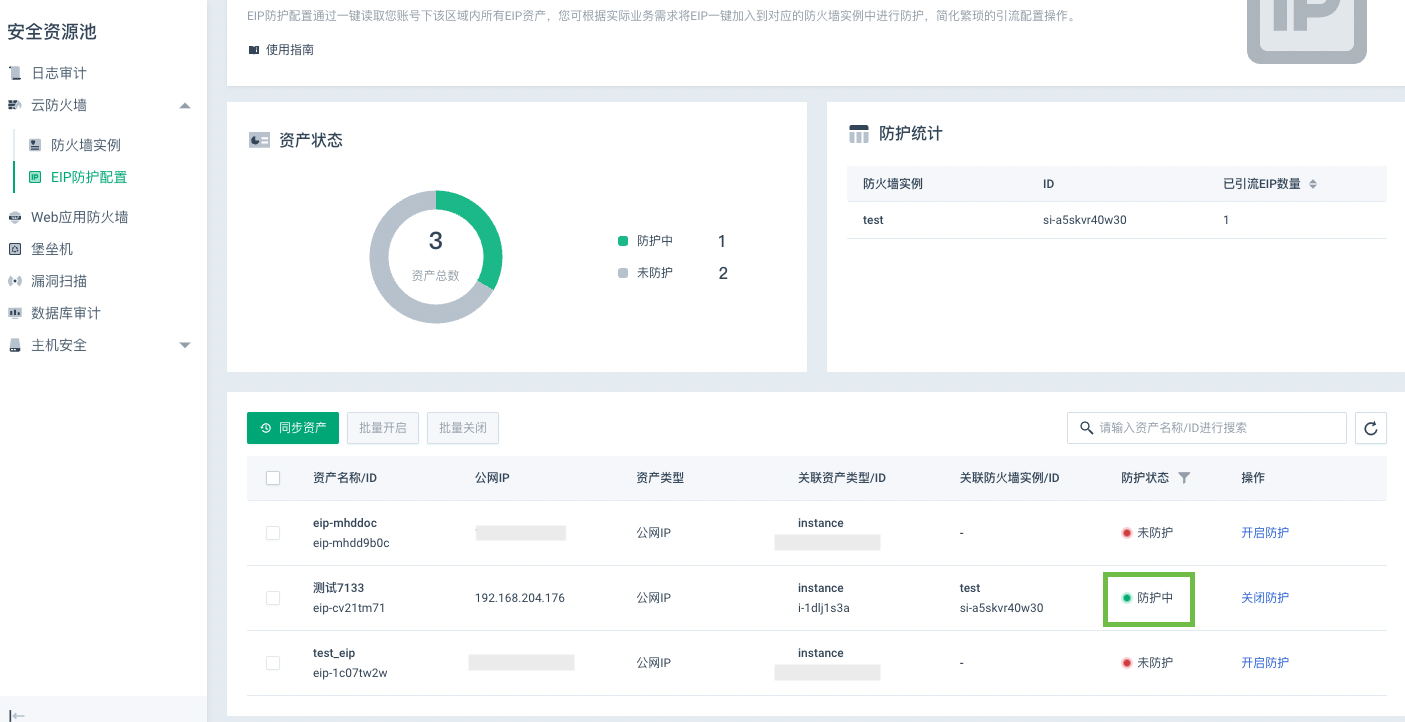 安全资源池
日志审计
云防火墙
防火墙实例
EIP防护配置
Web应用防火墙
堡垒机
漏洞扫描
数据库审计
主机安全
EIP防护配置通过一键读取您账号下该区域内所有EIP资产，您可根据实际业务需求将EIP一键加入到对应的防火墙实例中进行防护，简化繁琐的引流配置操作。
使用指南
IP
资产状态
3
资产总数
防护中 1
未防护 2
防护统计
防火墙实例 ID 已引流EIP数量
test si-a5skvr40w30 1
同步资产 批量开启 批量关闭 请输入资产名称/ID进行搜索
资产名称/ID 公网IP 资产类型 关联资产类型/ID 关联防火墙实例/ID 防护状态 操作
eip-mhddoc instance
eip-mhdd9b0c 公网IP - 未防护 开启防护
测试7133 instance test
eip-cv21tm71 192.168.204.176 公网IP i-1dlj1s3a si-a5skvr40w30 防护中 关闭防护
test_eip instance
eip-1c07tw2w 公网IP - 未防护 开启防护